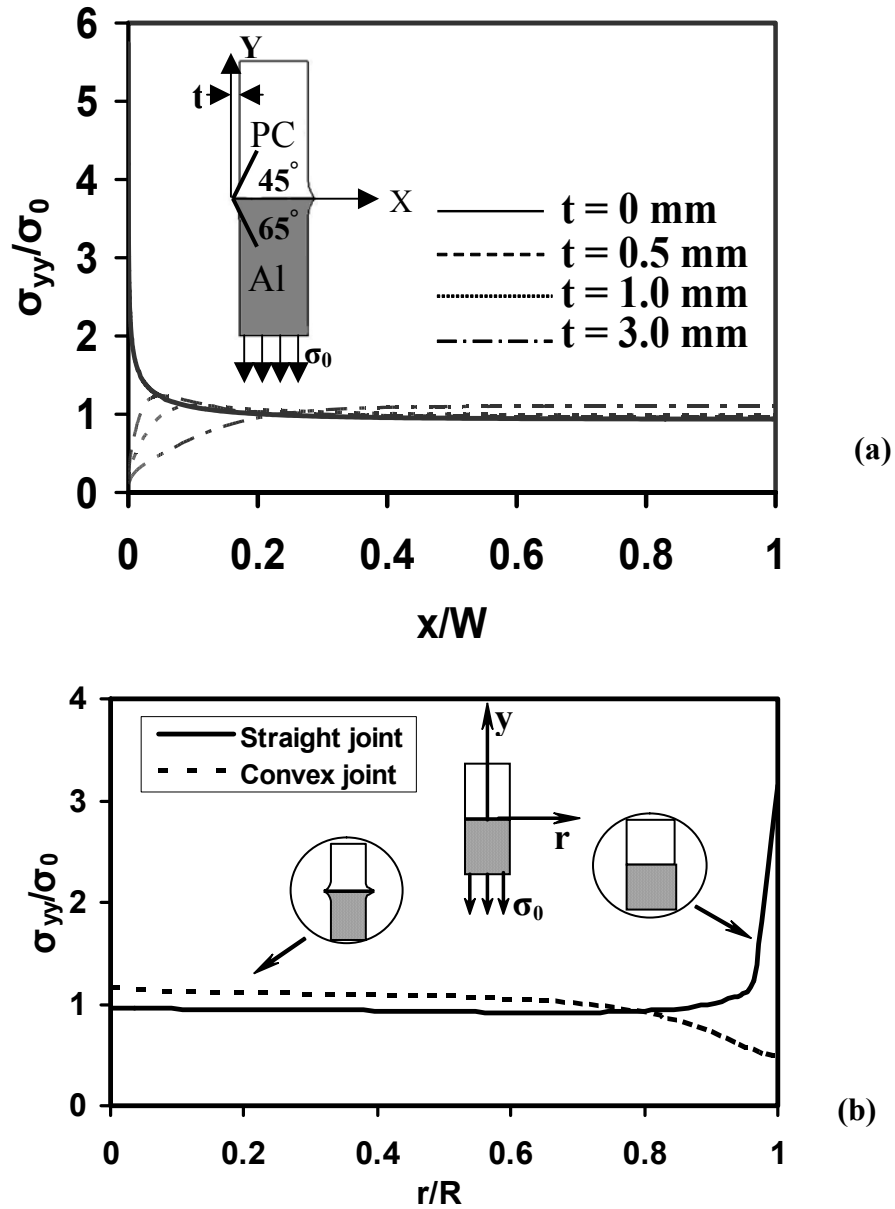 6
5
4
3
2
1
0
σyy/σ0
Y
t
PC
45°
X
65°
Al
σ0
t = 0 mm
t = 0.5 mm
t = 1.0 mm
t = 3.0 mm
(a)
0 0.2 0.4 0.6 0.8 1
x/W
4
3
2
1
0
σyy/σ0
Straight joint
Convex joint
y
r
σ0
(b)
0 0.2 0.4 0.6 0.8 1
r/R